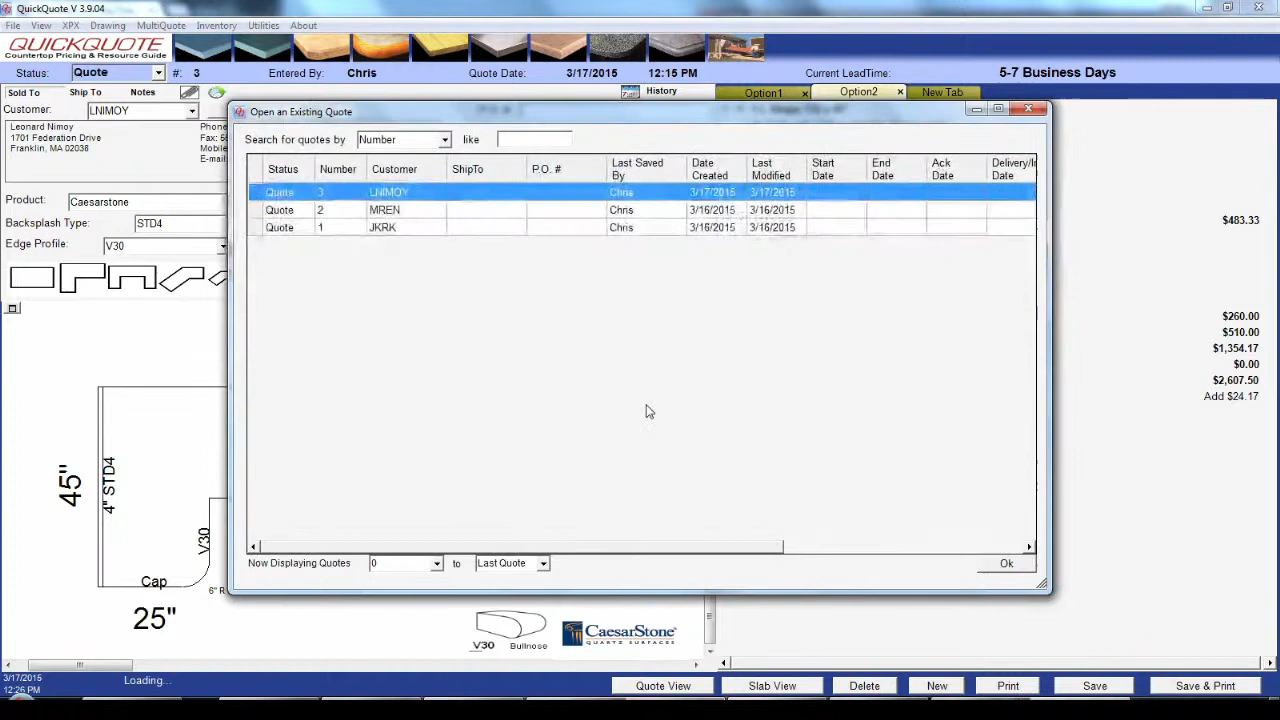 QuickQuote V 3.9.04
File View XPX Drawing MultiQuote Inventory Utilities About
QUICKQUOTE
Countertop Pricing & Resource Guide
Status: Quote #: 3 Entered By: Chris Quote Date: 3/17/2015 12:15 PM Current LeadTime: 5-7 Business Days
Sold To Ship To Notes History Option1 x Option2 x New Tab
Customer: LNIMOY
Leonard Nimoy
1701 Federation Drive
Franklin, MA 02038
Phone
Fax:
Mobile
E-mail:
Product: Caesarstone
Backsplash Type: STD4
Edge Profile: V30
Open an Existing Quote
Search for quotes by Number like
Status Number Customer ShipTo P.O. # Last Saved By Date Created Last Modified Start Date End Date Ack Date Delivery/In Date
Quote 3 LNIMOY Chris 3/17/2015 3/17/2015
Quote 2 MREN Chris 3/16/2015 3/16/2015
Quote 1 JKRK Chris 3/16/2015 3/16/2015
Now Displaying Quotes 0 to Last Quote Ok
$483.33
$260.00
$510.00
$1,354.17
$0.00
$2,607.50
Add $24.17
45"
4" STD4
V30
Cap
6" R
25"
V30 Bullnose
CaesarStone
QUARTZ SURFACES
3/17/2015
12:26 PM
Loading...
Quote View Slab View Delete New Print Save Save & Print